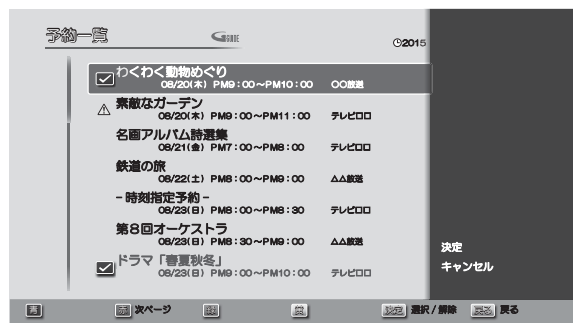 予約一覧
G GUIDE
2015
わくわく動物めぐり
08/20(木) PM9:00～PM10:00 〇〇放送
素敵なガーデン
08/20(木) PM9:00～PM11:00 テレビ□□
名画アルバム詩選集
08/21(金) PM7:00～PM8:00 テレビ□□
鉄道の旅
08/22(土) PM8:00～PM9:00 △△放送
-時刻指定予約-
08/23(日) PM8:00～PM8:30 テレビ□□
第8回オーケストラ
08/23(日) PM8:30～PM9:00 △△放送
ドラマ「春夏秋冬」
08/23(日) PM9:00～PM10:00 テレビ□□
決定
キャンセル
青 赤 次ページ 緑 黄 決定 選択/解除 戻る 戻る